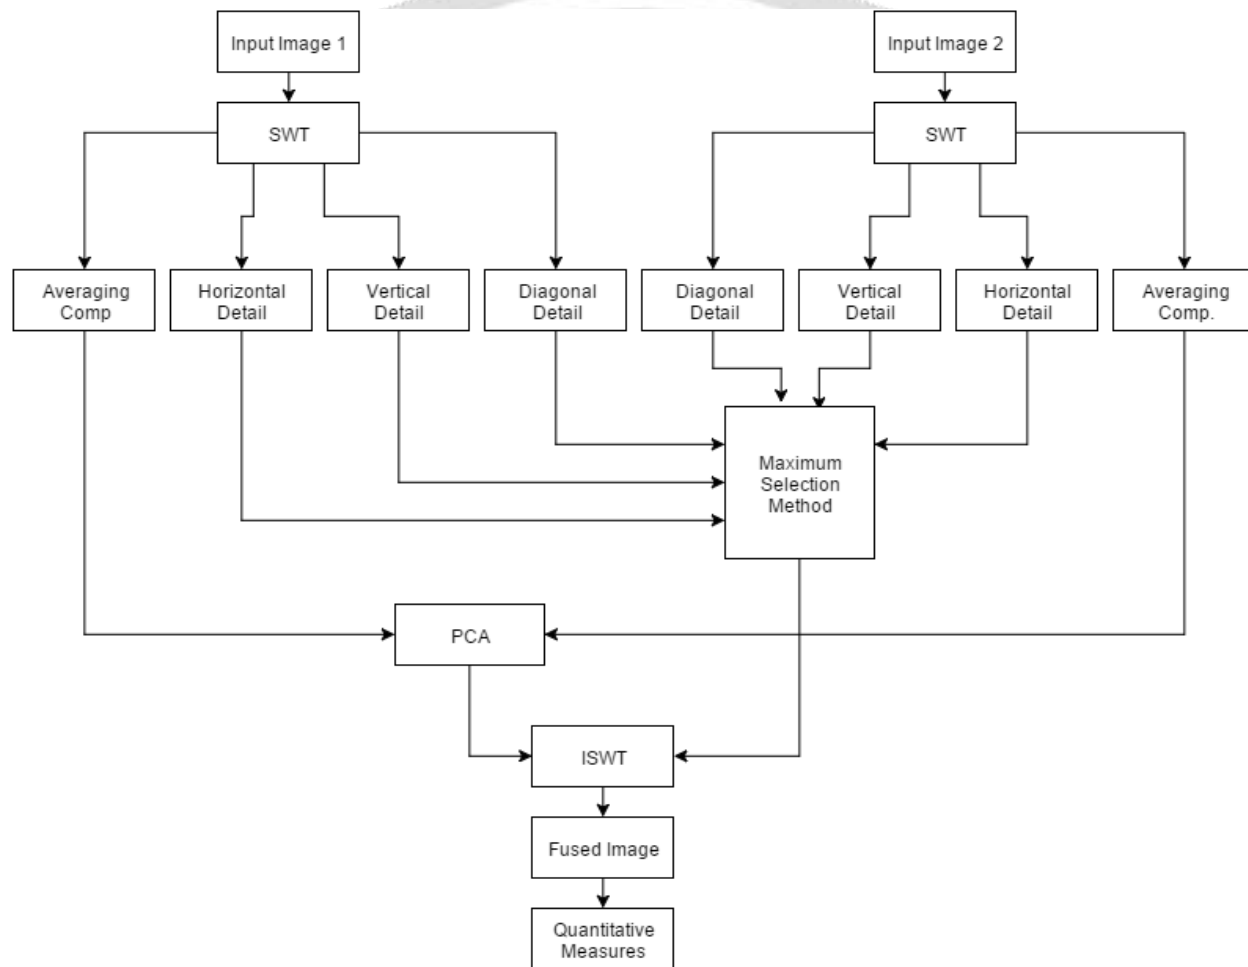 Input Image 1
Input Image 2
SWT
SWT
Averaging
Comp
Horizontal
Detail
Vertical
Detail
Diagonal
Detail
Diagonal
Detail
Vertical
Detail
Horizontal
Detail
Averaging
Comp.
Maximum
Selection
Method
PCA
ISWT
Fused Image
Quantitative
Measures